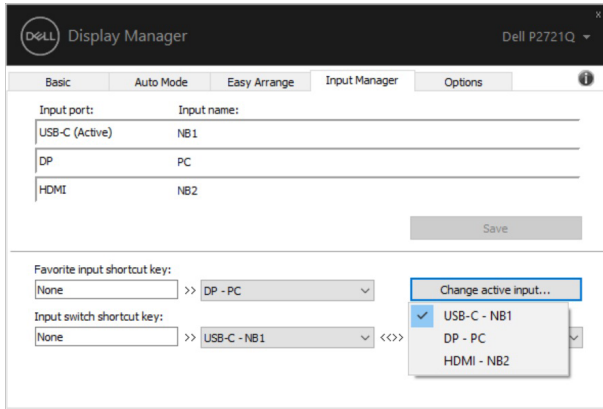 x
DELL Display Manager Dell P2721Q
Basic Auto Mode Easy Arrange Input Manager Options i
Input port: Input name:
USB-C (Active) NB1
DP PC
HDMI NB2
Save
Favorite input shortcut key:
None >> DP - PC Change active input...
Input switch shortcut key: USB-C - NB1
None >> USB-C - NB1 <<>> DP - PC
HDMI - NB2